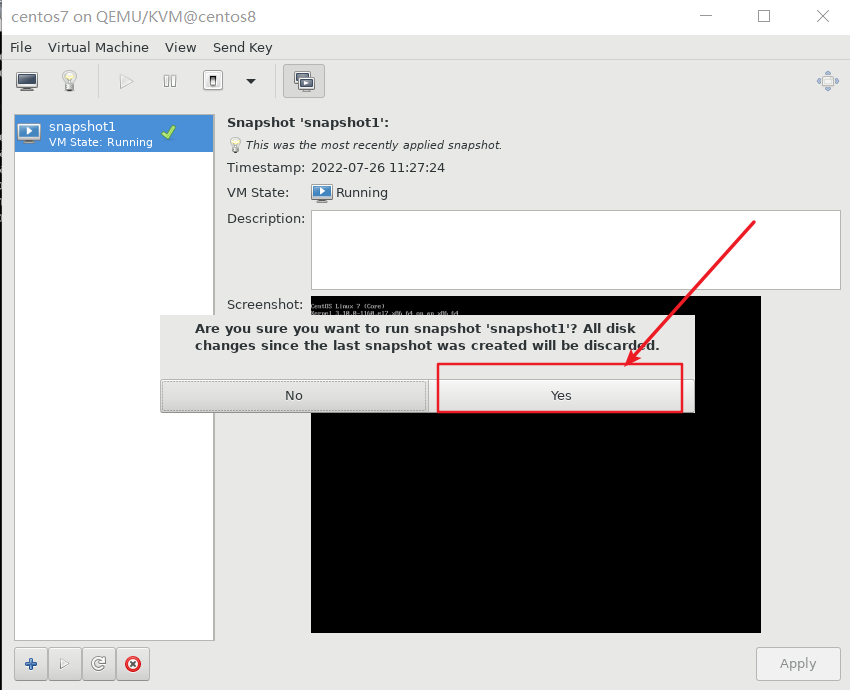 centos7 on QEMU/KVM@centos8
File Virtual Machine View Send Key
snapshot1
VM State: Running
Snapshot 'snapshot1':
This was the most recently applied snapshot.
Timestamp: 2022-07-26 11:27:24
VM State: Running
Description:
Screenshot:
CentOS Linux 7 (Core)
Kernel 3.10.0-1160.el7.x86_64 on an x86_64
Are you sure you want to run snapshot 'snapshot1'? All disk
changes since the last snapshot was created will be discarded.
No Yes
Apply